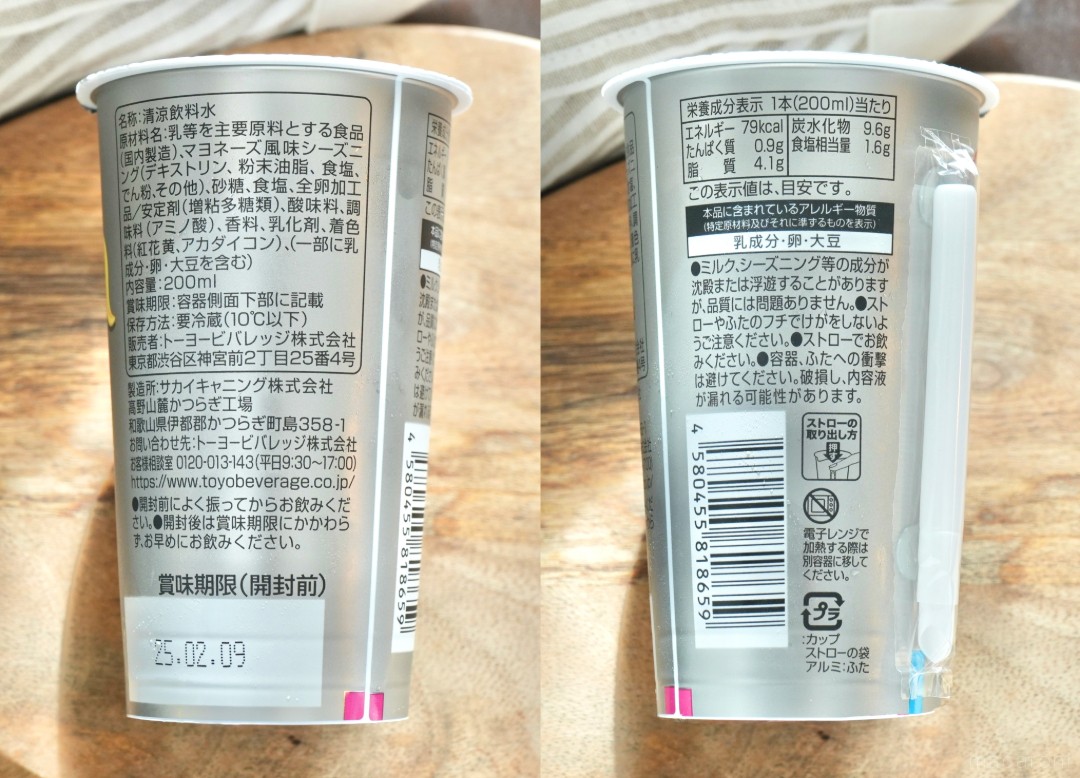 名称:清涼飲料水
原材料名:乳等を主要原料とする食品
(国内製造)、マヨネーズ風味シーズニ
ング(デキストリン、粉末油脂、食塩、
でん粉、その他)、砂糖、食塩、全卵加工
品/安定剤(増粘多糖類)、酸味料、調
味料(アミノ酸)、香料、乳化剤、着色
料(紅花黄、アカダイコン)、(一部に乳
成分・卵・大豆を含む)
内容量:200ml
賞味期限:容器側面下部に記載
保存方法:要冷蔵(10℃以下)
販売者:トーヨービバレッジ株式会社
東京都渋谷区神宮前2丁目25番4号
製造所:サカイキャニング株式会社
高野山麓かつらぎ工場
和歌山県伊都郡かつらぎ町島358-1
お問い合わせ先:トーヨービバレッジ株式会社
お客様相談室 0120-013-143(平日9:30〜17:00)
https://www.toyobeverage.co.jp/
●開封前によく振ってからお飲みくだ
さい。●開封後は賞味期限にかかわら
ず、お早めにお飲みください。
賞味期限(開封前)
25.02.09
4580455818659
栄養成分表示 1本(200ml)当たり
エネルギー 79kcal
たんぱく質 0.9g
脂質 4.1g
炭水化物 9.6g
食塩相当量 1.6g
この表示値は、目安です。
本品に含まれているアレルギー物質
(特定原材料及びそれに準ずるものを表示)
乳成分・卵・大豆
●ミルク、シーズニング等の成分が
沈殿または浮遊することがあります
が、品質には問題ありません。●スト
ローやふたのフチでけがをしないよ
うご注意ください。●ストローでお飲
みください。●容器、ふたへの衝撃
は避けてください。破損し、内容液
が漏れる可能性があります。
4 580455 818659
ストローの
取り出し方
押す
電子レンジで
加熱する際は
別容器に移して
ください。
プラ
:カップ
ストローの袋
アルミ:ふた